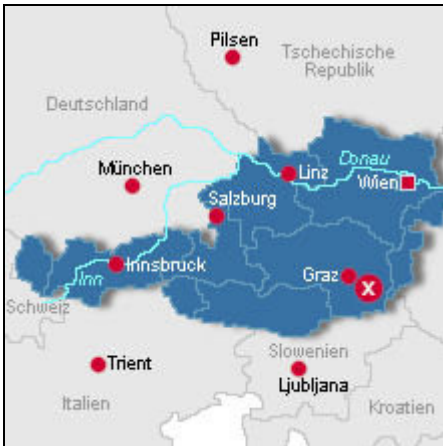 Pilsen
Tschechische
Republik
Deutschland
München
Donau
Linz
Wien
Salzburg
Innsbruck
Inn
Graz
X
Schweiz
Slowenien
Trient
Ljubljana
Italien
Kroatien